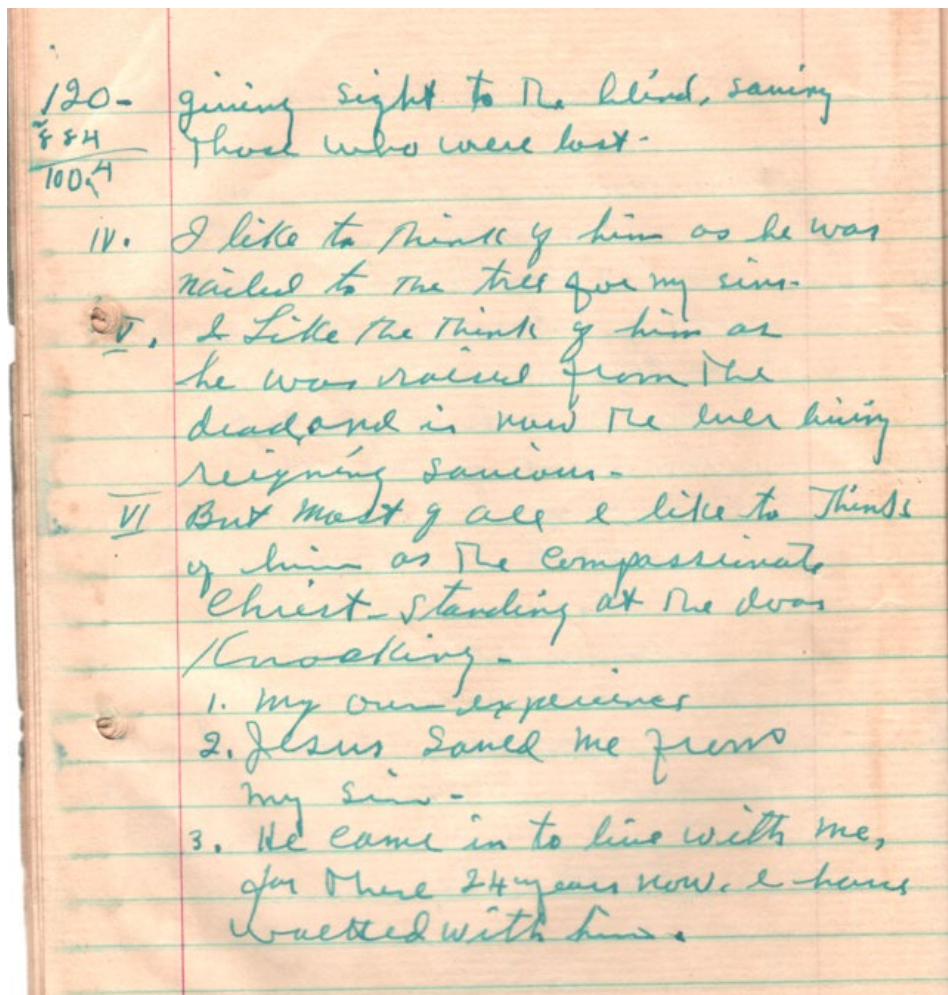 120- giving sight to the blind, saving
884 those who were lost-
100.4
IV. I like to think of him as he was
nailed to the tree for my sins-
V. I Like the think of him as
he was raised from the
dead, and is now the ever living
reigning Saviour-
VI But most of all I like to think
of him as the compassionate
Christ-Standing at the door
Knocking-
1. my own experience
2. Jesus saved me from
my sin-
3. He came in to live with me,
for these 24 years now. I have
walked with him.